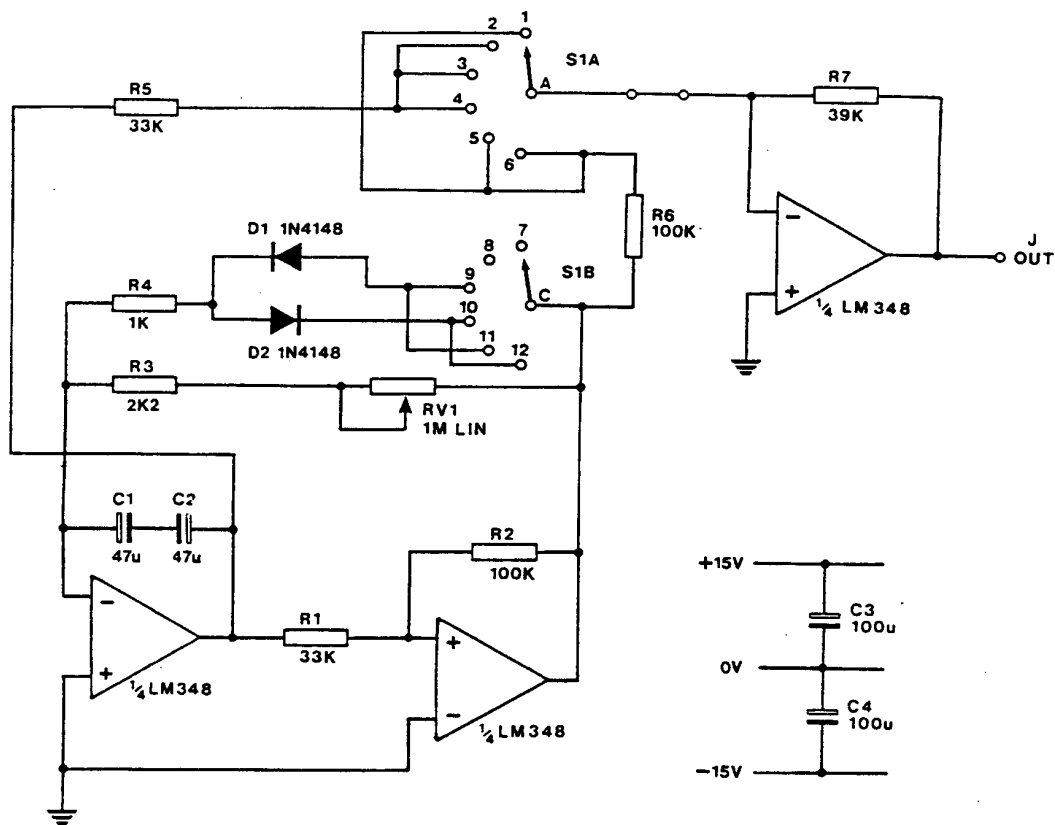 1
2
S1A
3
A
4
5
6
R5
33K
R7
39K
R6
100K
J
OUT
¼ LM348
D1 1N4148
7
8
S1B
9
C
10
11
12
R4
1K
D2 1N4148
R3
2K2
RV1
1M LIN
C1
47u
C2
47u
R2
100K
R1
33K
¼ LM348
¼ LM348
+15V
C3
100u
0V
C4
100u
−15V
−
+
−
+
+
−